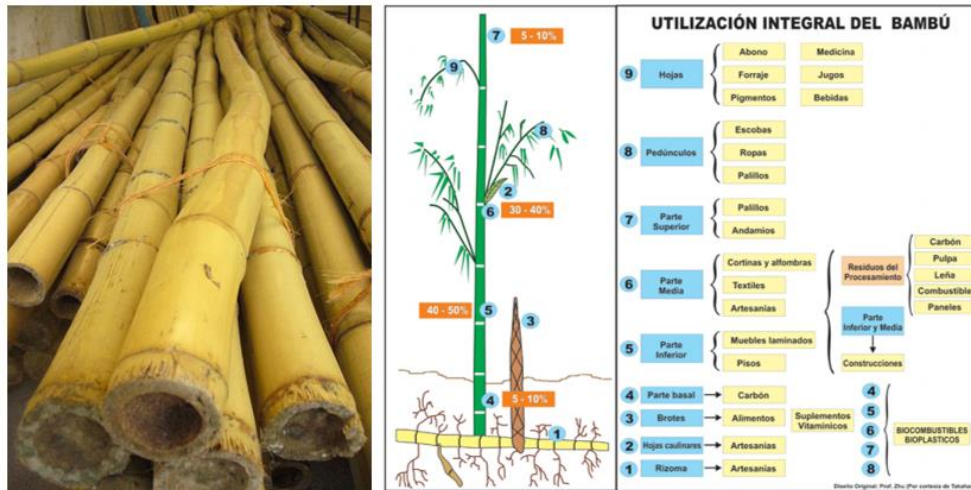 7
5 - 10%
9
8
2
6
30 - 40%
40 - 50%
5
3
4
5 - 10%
1
UTILIZACIÓN INTEGRAL DEL BAMBÚ
9
Hojas
Abono
Medicina
Forraje
Jugos
Pigmentos
Bebidas
8
Pedúnculos
Escobas
Ropas
Palillos
7
Parte
Superior
Palillos
Andamios
6
Parte
Media
Cortinas y alfombras
Textiles
Artesanías
Residuos del
Procesamiento
Carbón
Pulpa
Leña
Combustible
Paneles
Parte
Inferior y Media
Construcciones
5
Parte
Inferior
Muebles laminados
Pisos
4
Parte basal
Carbón
3
Brotes
Alimentos
Suplementos
Vitamínicos
2
Hojas caulinares
Artesanías
1
Rizoma
Artesanías
4
5
6
7
8
BIOCOMBUSTIBLES
BIOPLASTICOS
Diseño Original: Prof. Zhu (Por cortesía de